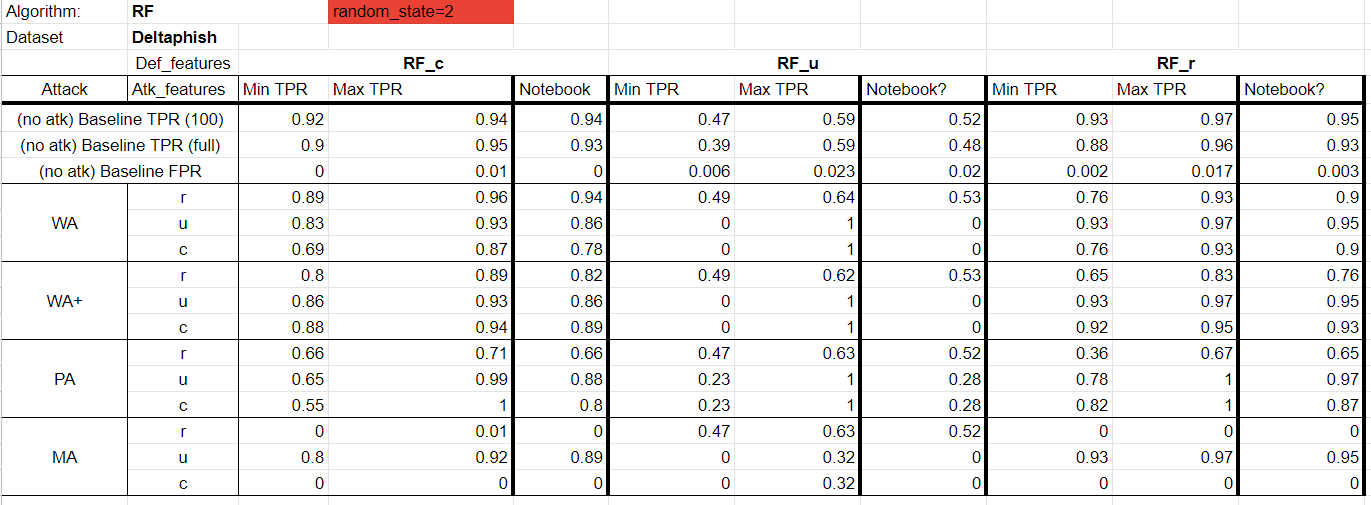 Algorithm: RF random_state=2
Dataset Deltaphish
Def_features RF_c RF_u RF_r
Attack Atk_features Min TPR Max TPR Notebook Min TPR Max TPR Notebook? Min TPR Max TPR Notebook?
(no atk) Baseline TPR (100) 0.92 0.94 0.94 0.47 0.59 0.52 0.93 0.97 0.95
(no atk) Baseline TPR (full) 0.9 0.95 0.93 0.39 0.59 0.48 0.88 0.96 0.93
(no atk) Baseline FPR 0 0.01 0 0.006 0.023 0.02 0.002 0.017 0.003
r 0.89 0.96 0.94 0.49 0.64 0.53 0.76 0.93 0.9
WA u 0.83 0.93 0.86 0 1 0 0.93 0.97 0.95
c 0.69 0.87 0.78 0 1 0 0.76 0.93 0.9
r 0.8 0.89 0.82 0.49 0.62 0.53 0.65 0.83 0.76
WA+ u 0.86 0.93 0.86 0 1 0 0.93 0.97 0.95
c 0.88 0.94 0.89 0 1 0 0.92 0.95 0.93
r 0.66 0.71 0.66 0.47 0.63 0.52 0.36 0.67 0.65
PA u 0.65 0.99 0.88 0.23 1 0.28 0.78 1 0.97
c 0.55 1 0.8 0.23 1 0.28 0.82 1 0.87
r 0 0.01 0 0.47 0.63 0.52 0 0 0
MA u 0.8 0.92 0.89 0 0.32 0 0.93 0.97 0.95
c 0 0 0 0 0.32 0 0 0 0